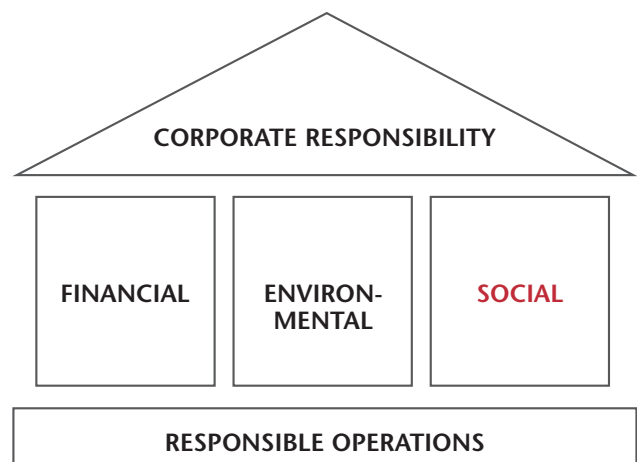 CORPORATE RESPONSIBILITY
FINANCIAL
ENVIRON-
MENTAL
SOCIAL
RESPONSIBLE OPERATIONS